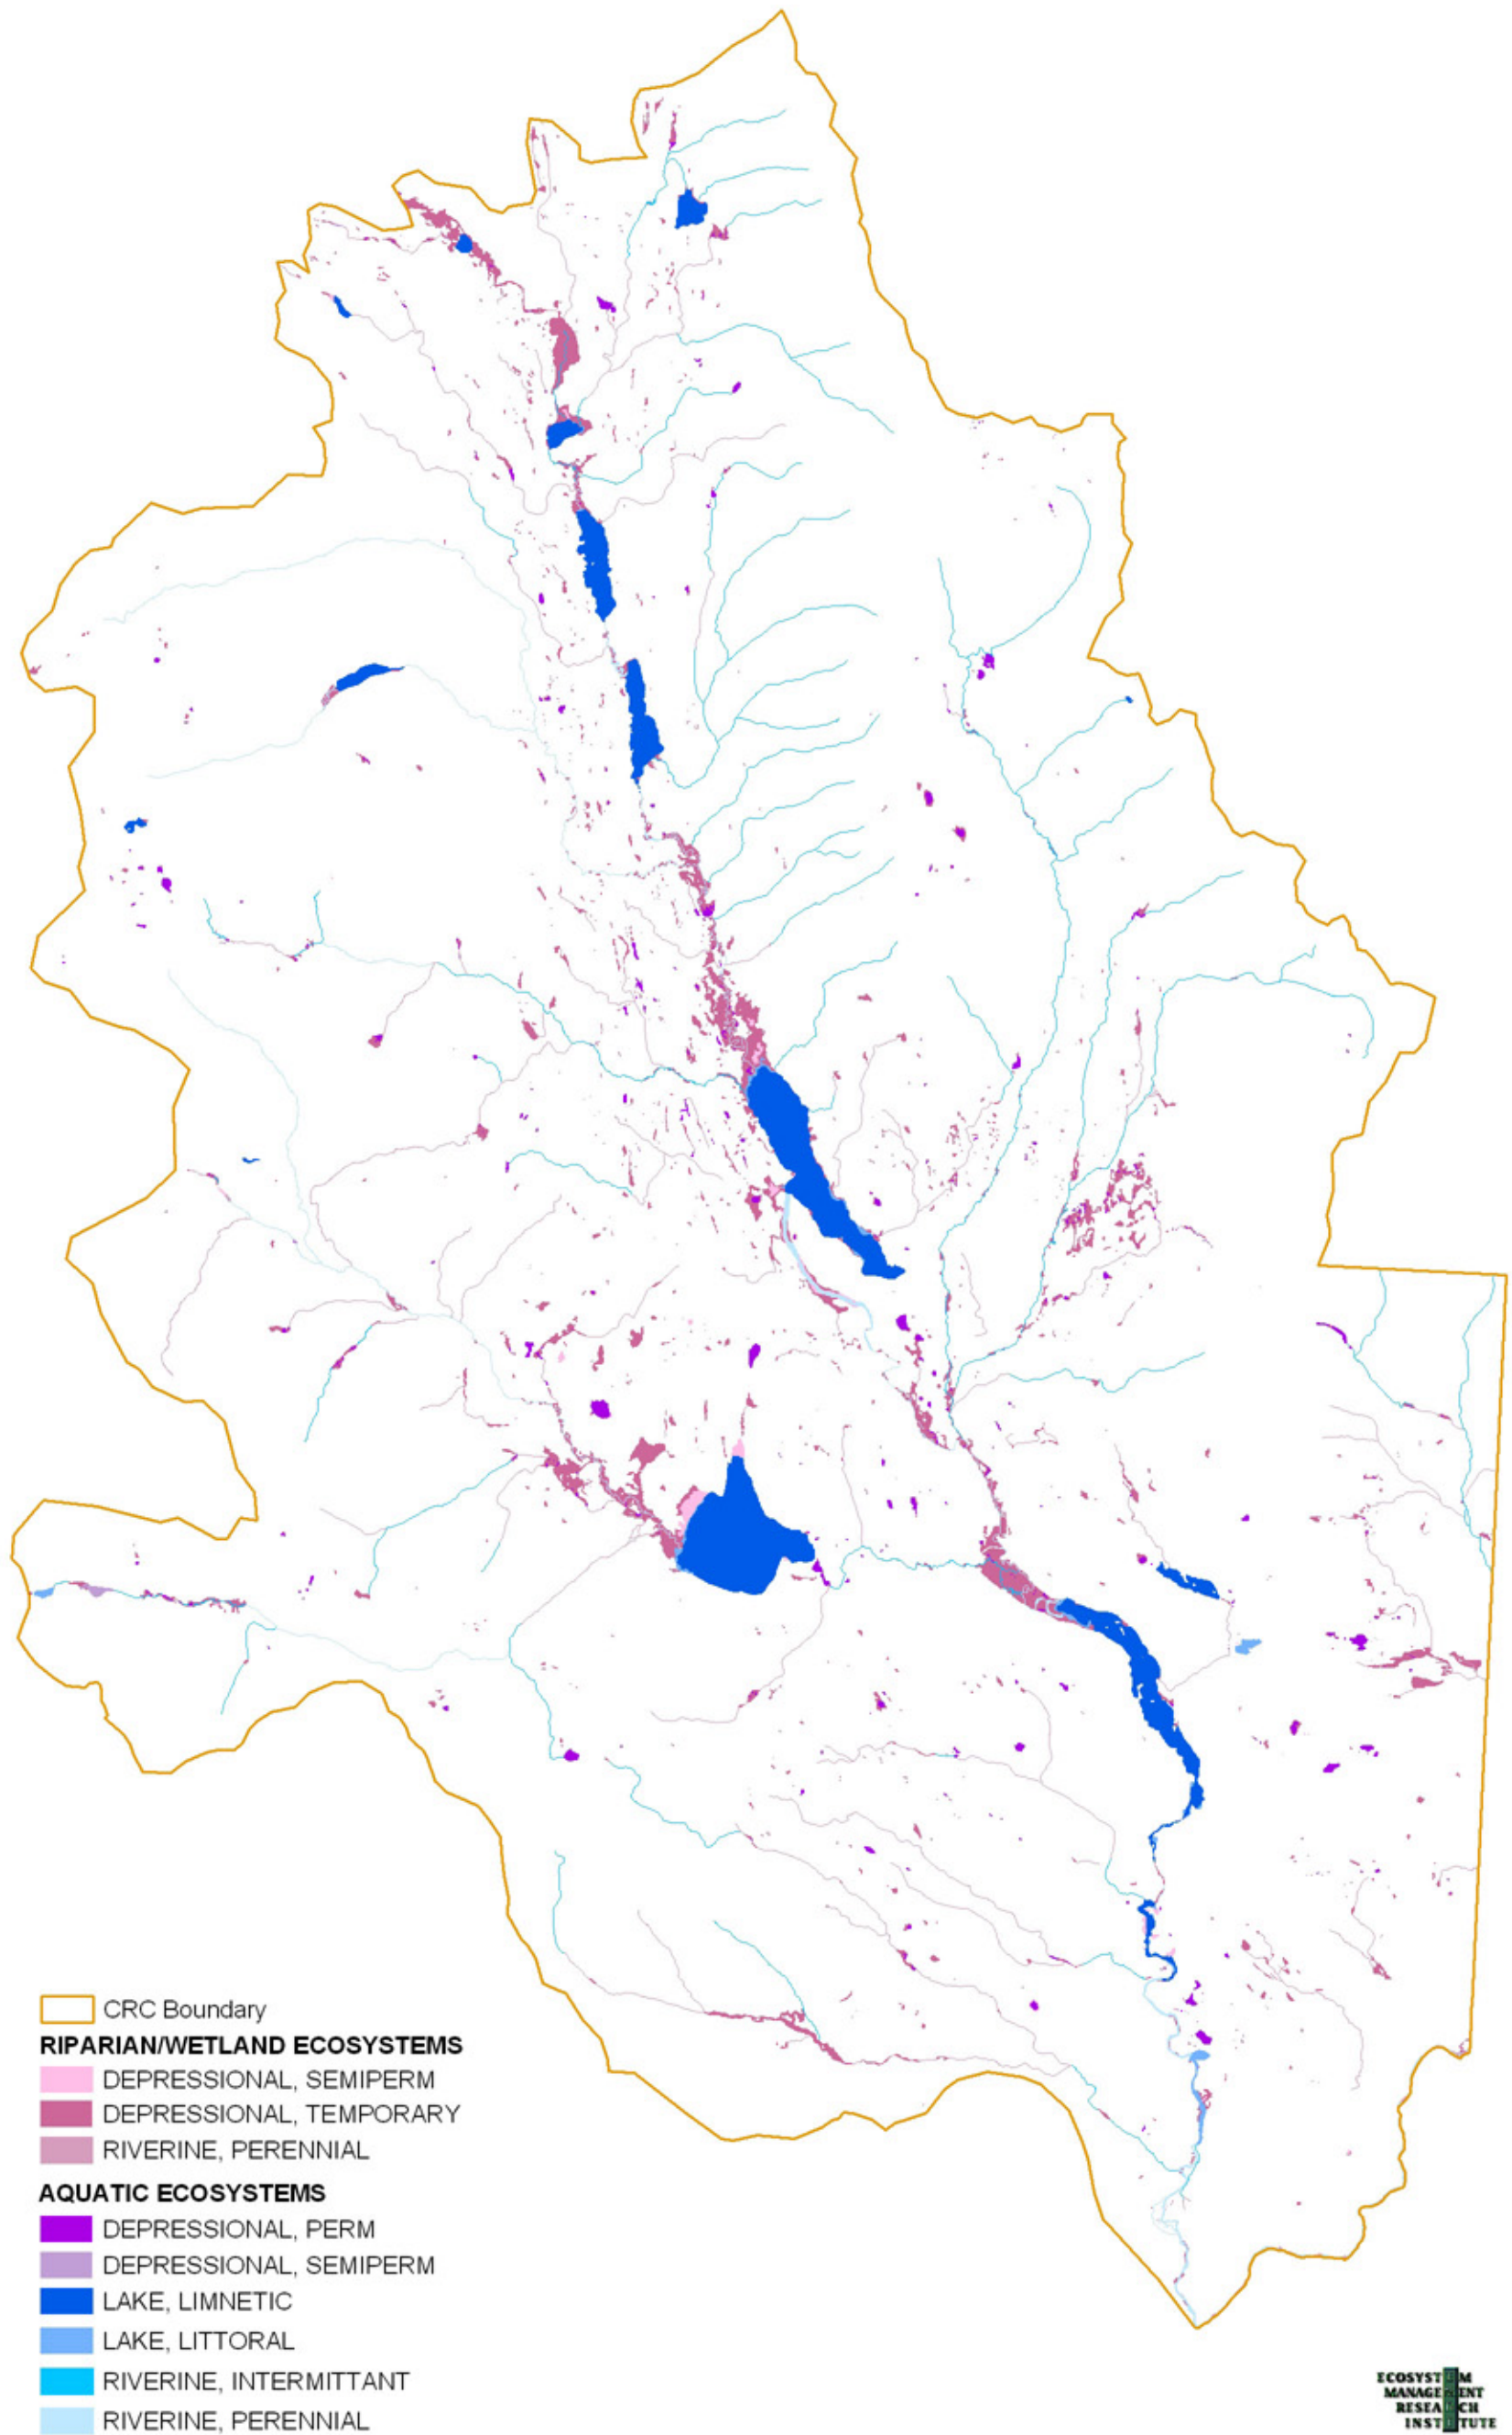 CRC Boundary
RIPARIAN/WETLAND ECOSYSTEMS
DEPRESSIONAL, SEMIPERM
DEPRESSIONAL, TEMPORARY
RIVERINE, PERENNIAL
AQUATIC ECOSYSTEMS
DEPRESSIONAL, PERM
DEPRESSIONAL, SEMIPERM
LAKE, LIMNETIC
LAKE, LITTORAL
RIVERINE, INTERMITTANT
RIVERINE, PERENNIAL
ECOSYSTEM
MANAGEMENT
RESEARCH
INSTITUTE